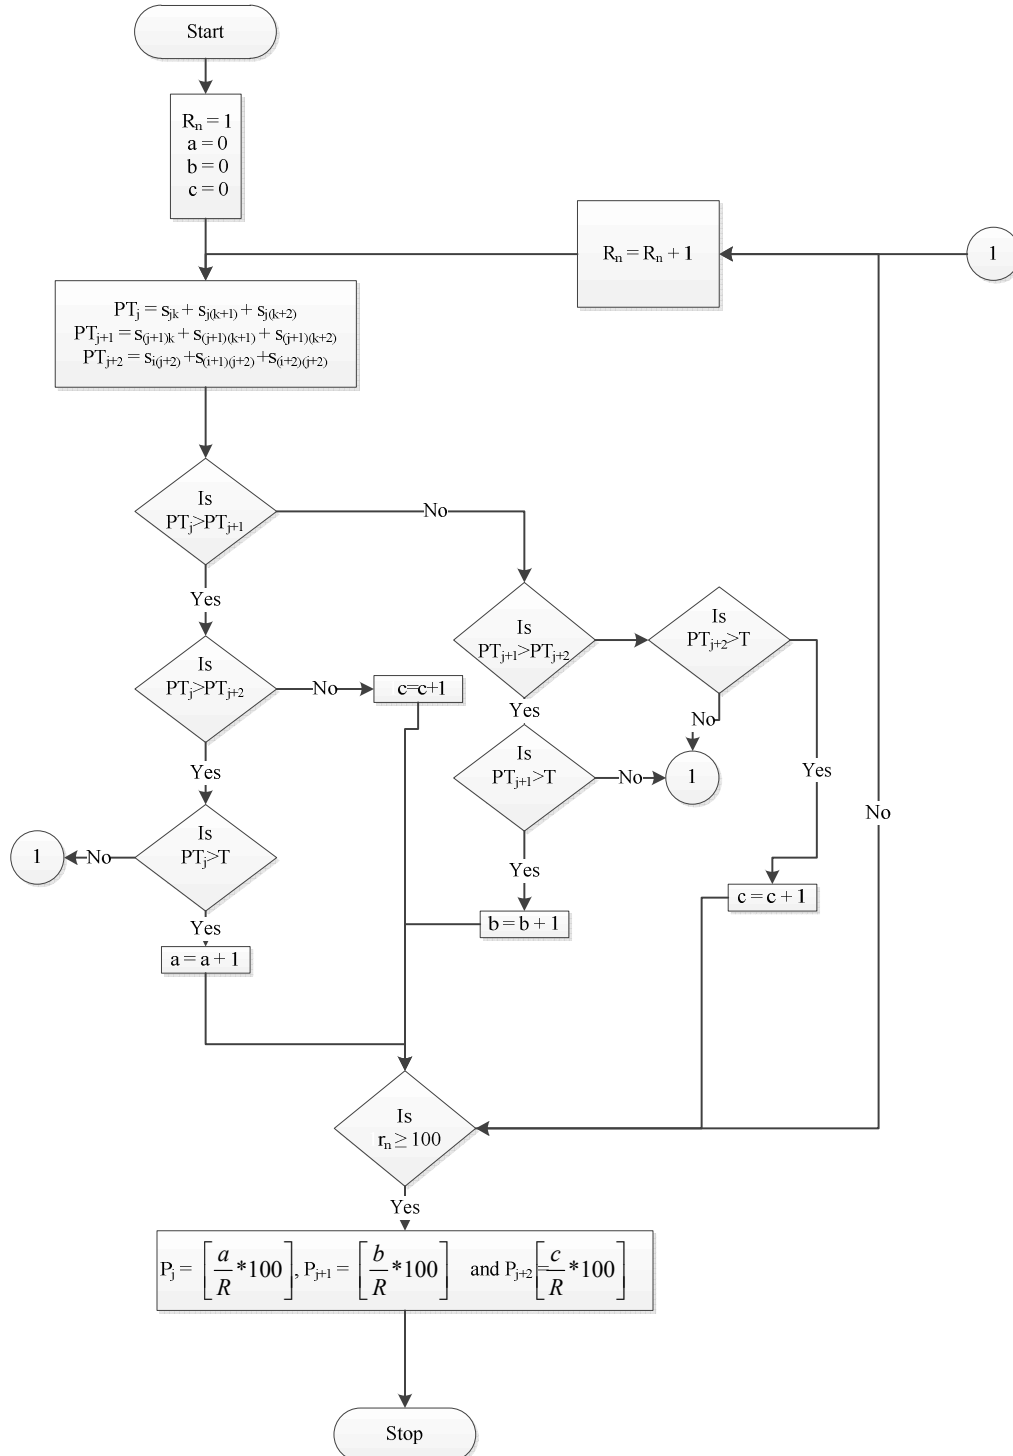 Start
Rn = 1
a = 0
b = 0
c = 0
Rn = Rn + 1
1
PTj = sjk + sj(k+1) + sj(k+2)
PTj+1 = s(j+1)k + s(j+1)(k+1) + s(j+1)(k+2)
PTj+2 = si(j+2) +s(i+1)(j+2) +s(i+2)(j+2)
Is
PTj>PTj+1
No
Yes
Is
PTj+1>PTj+2
Is
PTj+2>T
Is
PTj>PTj+2
No
c=c+1
Yes
No
Is
PTj+1>T
No
1
Yes
Yes
Is
PTj>T
No
1
No
Yes
c = c + 1
Yes
b = b + 1
a = a + 1
Is
rn ≥ 100
Yes
Pj = [a/R *100], Pj+1 = [b/R *100] and Pj+2=[c/R *100]
Stop